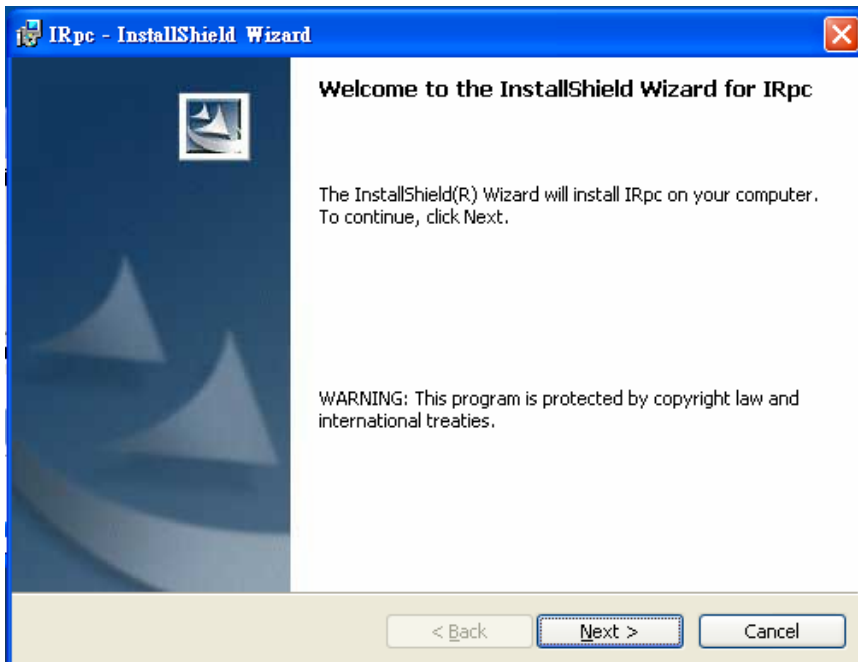 IRpc - InstallShield Wizard
Welcome to the InstallShield Wizard for IRpc
The InstallShield(R) Wizard will install IRpc on your computer.
To continue, click Next.
WARNING: This program is protected by copyright law and
international treaties.
< Back
Next >
Cancel